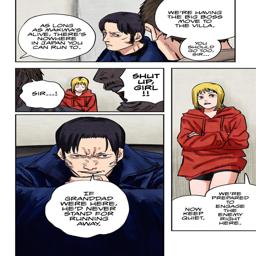 WE'RE HAVING
THE BIG BOSS
MOVE TO
THE VILLA.
YOU
SHOULD
GO TOO,
SIR...
AS LONG
AS MAKIMA'S
ALIVE, THERE'S
NOWHERE
IN JAPAN YOU
CAN RUN TO.
WE'RE
PREPARED
TO
ENGAGE
THE
ENEMY
RIGHT
HERE.
NOW
KEEP
QUIET.
SHUT
UP,
GIRL
!!
SIR...!
IF
GRANDDAD
WERE HERE,
HE'D NEVER
STAND FOR
RUNNING
AWAY.